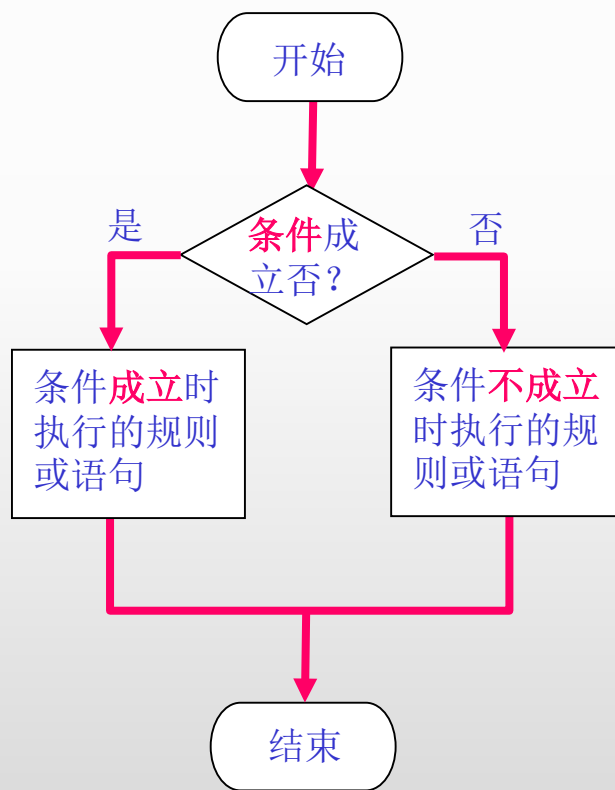 开始
是
条件成
立否？
否
条件成立时
执行的规则
或语句
条件不成立
时执行的规
则或语句
结束